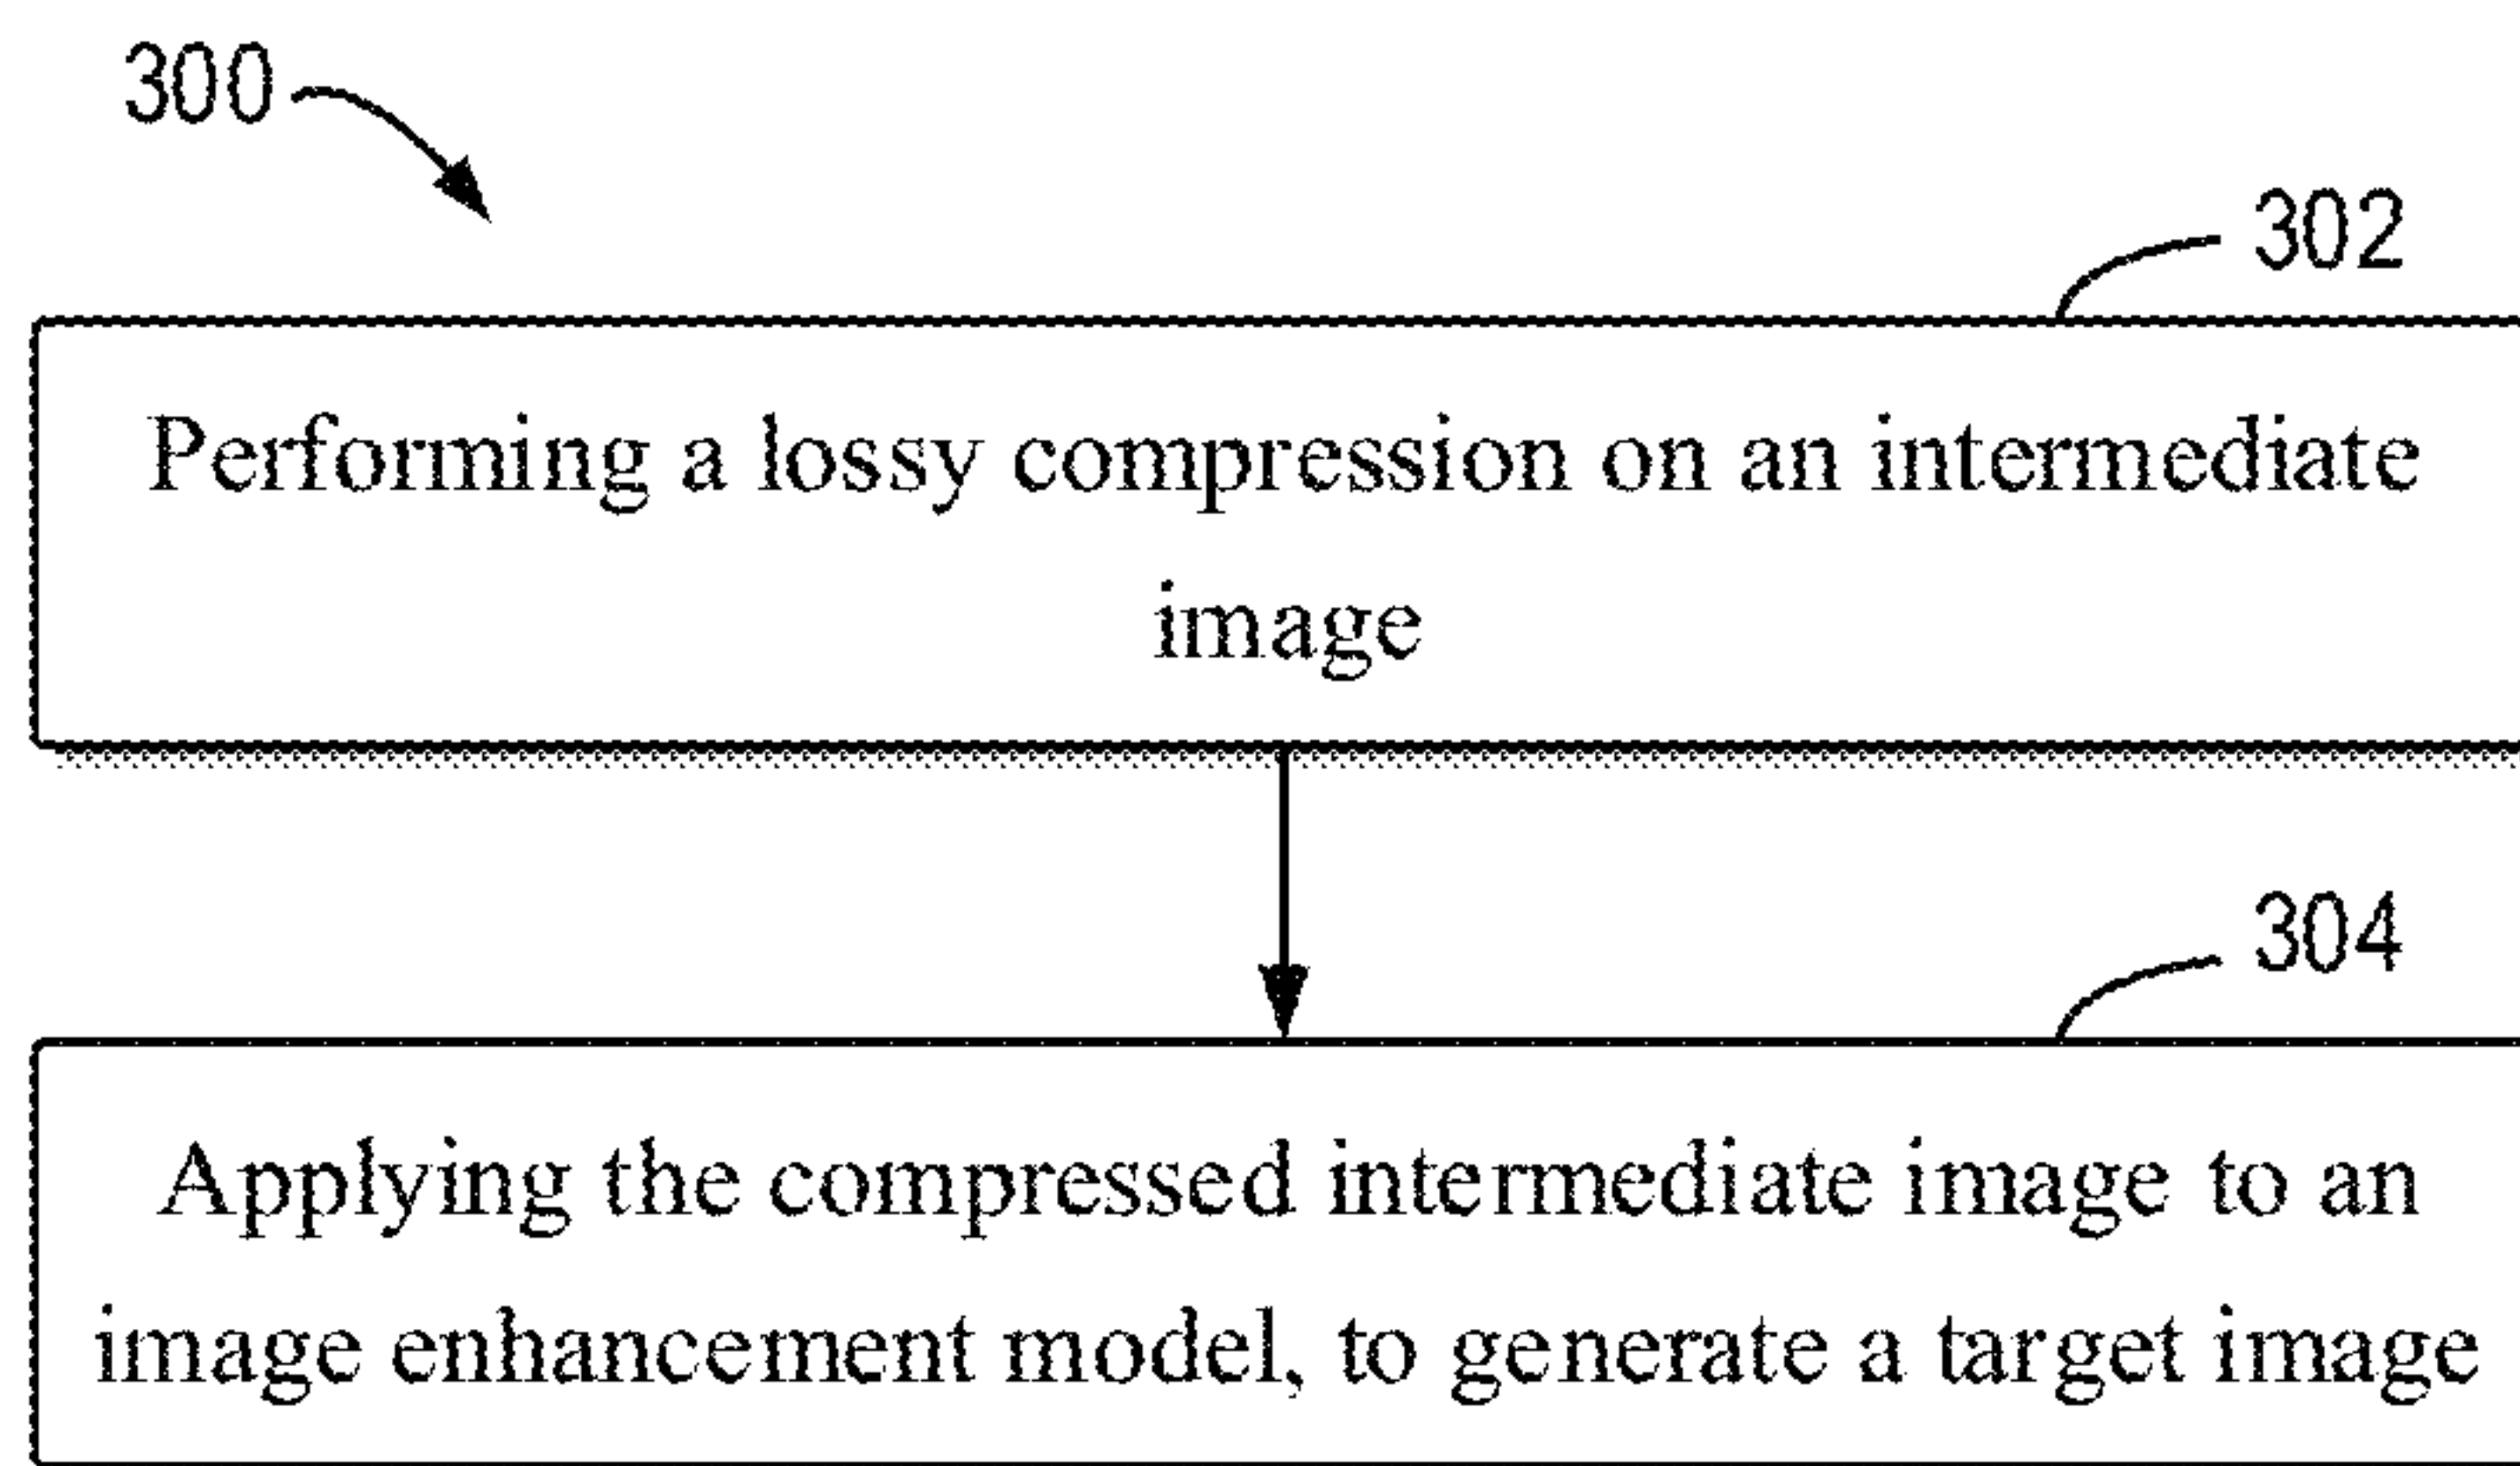 300
302
Performing a lossy compression on an intermediate
image
304
Applying the compressed intermediate image to an
image enhancement model, to generate a target image